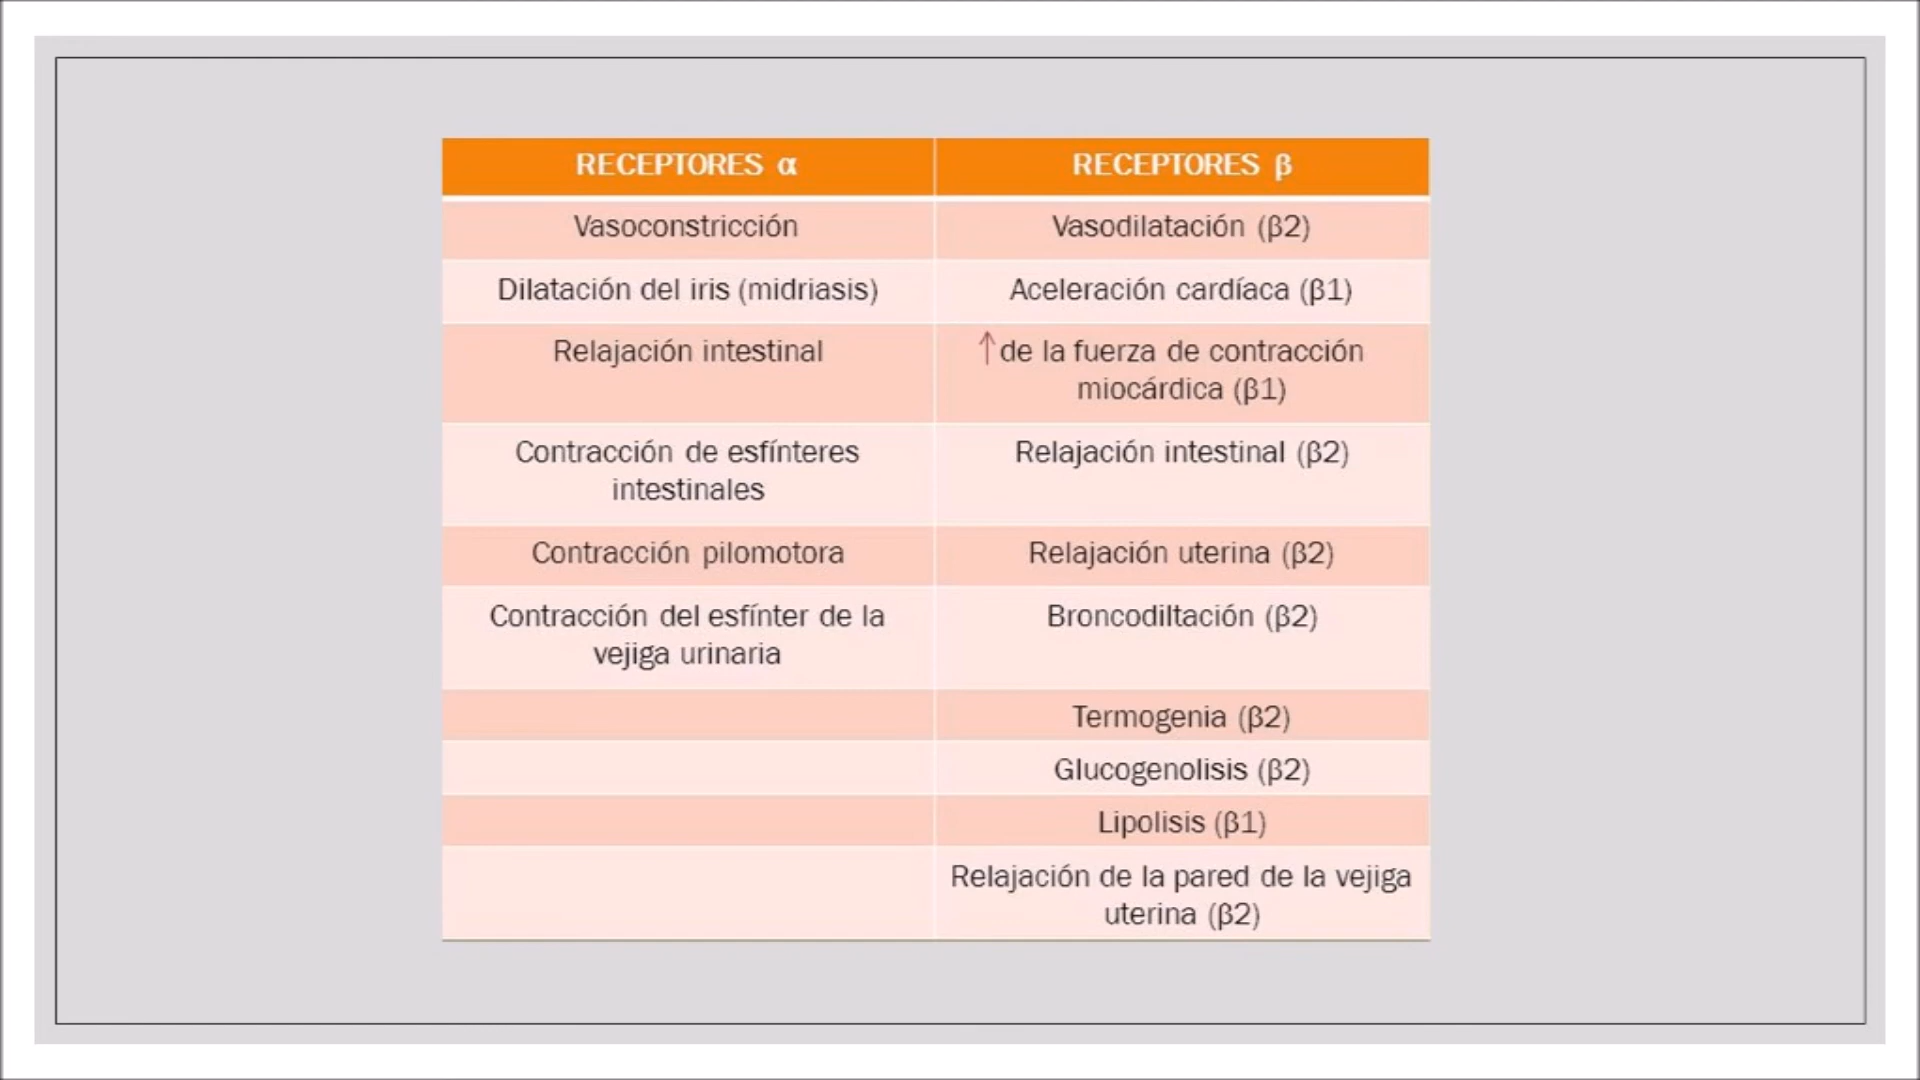 RECEPTORES α
RECEPTORES β
Vasoconstricción
Vasodilatación (β2)
Dilatación del iris (midriasis)
Aceleración cardíaca (β1)
Relajación intestinal
↑ de la fuerza de contracción
miocárdica (β1)
Contracción de esfínteres
intestinales
Relajación intestinal (β2)
Contracción pilomotora
Relajación uterina (β2)
Contracción del esfínter de la
vejiga urinaria
Broncodiltación (β2)
Termogenia (β2)
Glucogenolisis (β2)
Lipolisis (β1)
Relajación de la pared de la vejiga
uterina (β2)